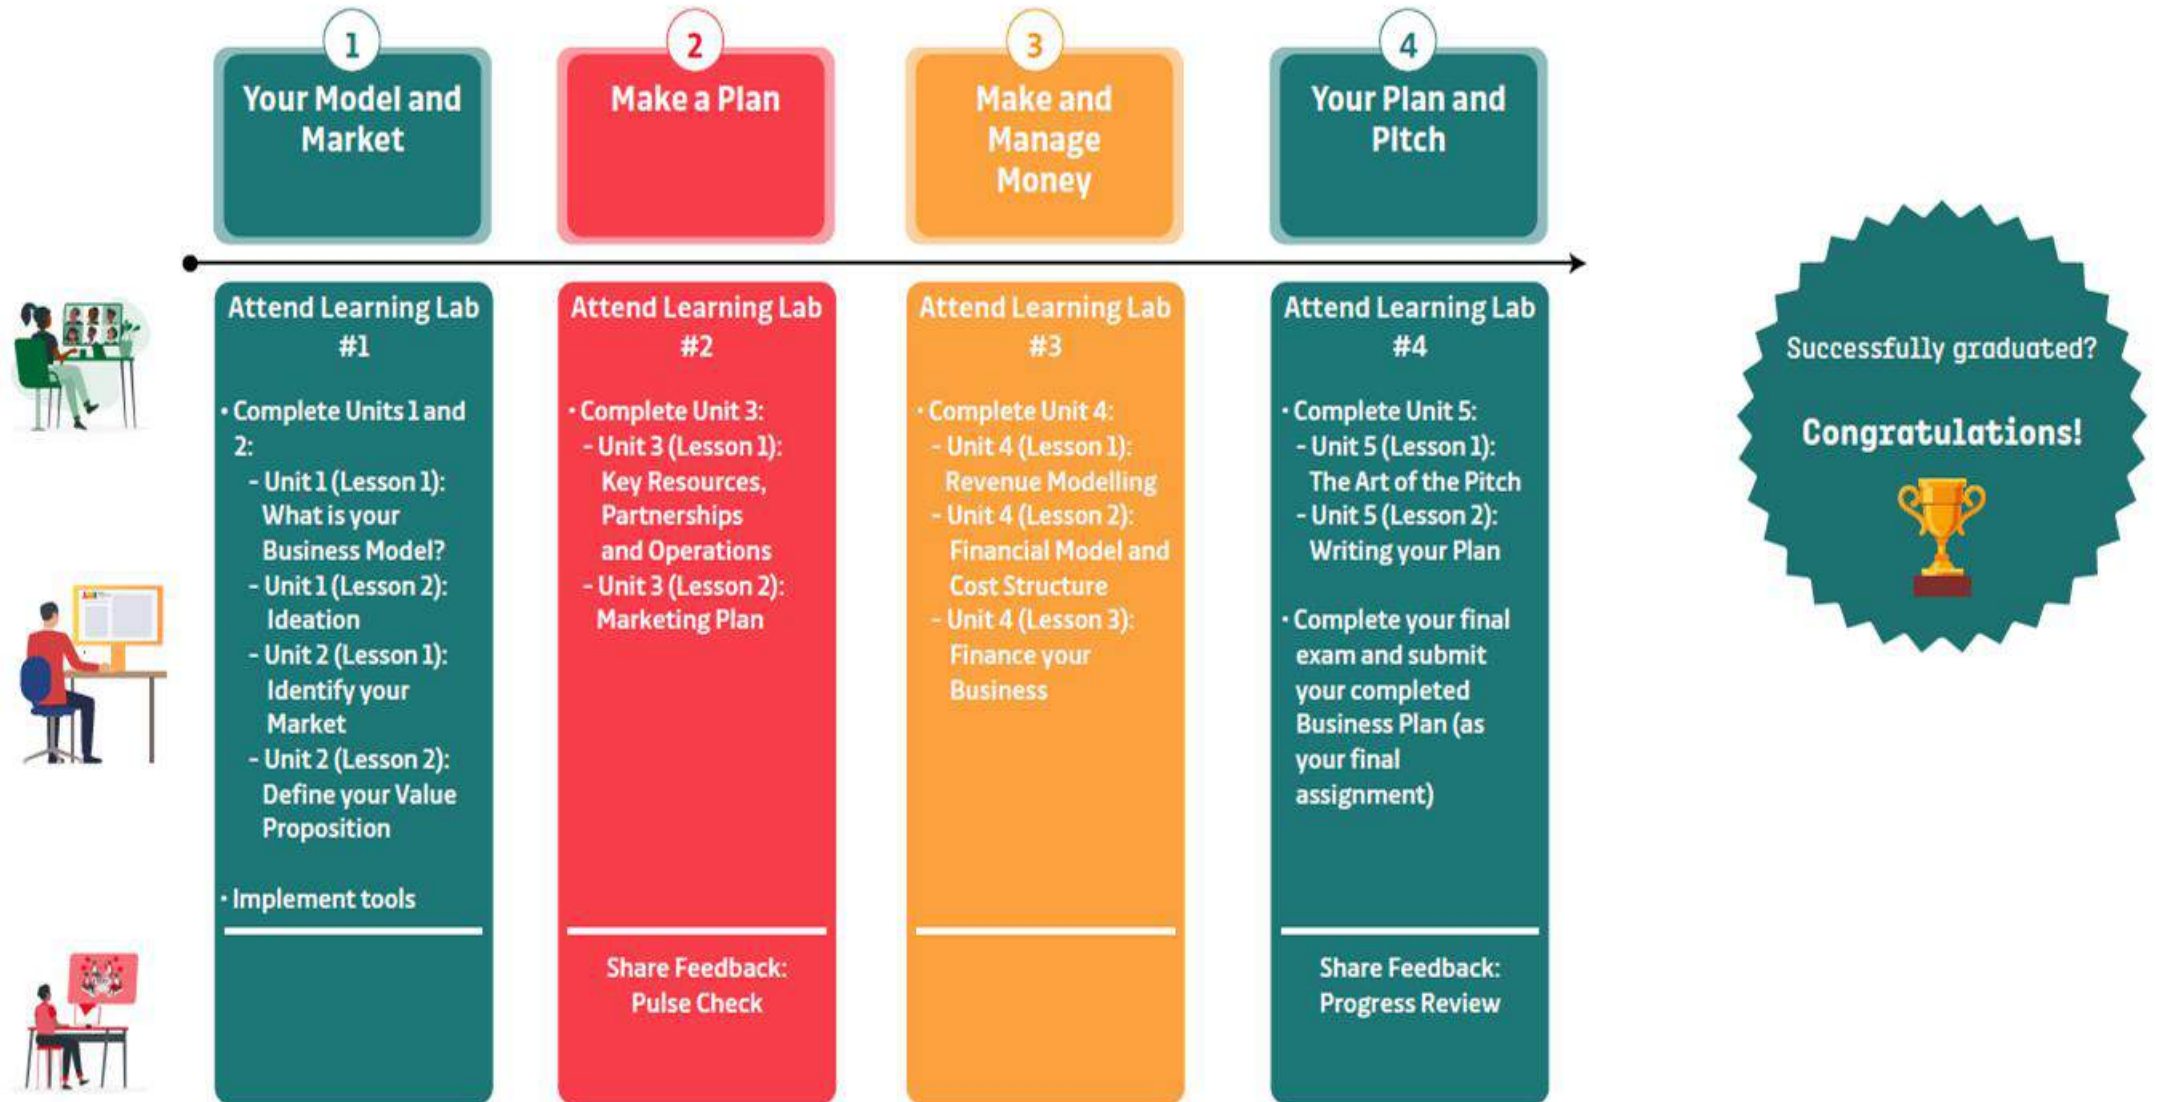 1
Your Model and
Market
2
Make a Plan
3
Make and
Manage
Money
4
Your Plan and
PItch
Attend Learning Lab
#1
• Complete Units 1 and
2:
- Unit 1 (Lesson 1):
What is your
Business Model?
- Unit 1 (Lesson 2):
Ideation
- Unit 2 (Lesson 1):
Identify your
Market
- Unit 2 (Lesson 2):
Define your Value
Proposition
• Implement tools
Attend Learning Lab
#2
• Complete Unit 3:
- Unit 3 (Lesson 1):
Key Resources,
Partnerships
and Operations
- Unit 3 (Lesson 2):
Marketing Plan
Share Feedback:
Pulse Check
Attend Learning Lab
#3
• Complete Unit 4:
- Unit 4 (Lesson 1):
Revenue Modelling
- Unit 4 (Lesson 2):
Financial Model and
Cost Structure
- Unit 4 (Lesson 3):
Finance your
Business
Attend Learning Lab
#4
• Complete Unit 5:
- Unit 5 (Lesson 1):
The Art of the Pitch
- Unit 5 (Lesson 2):
Writing your Plan
• Complete your final
exam and submit
your completed
Business Plan (as
your final
assignment)
Share Feedback:
Progress Review
Successfully graduated?
Congratulations!